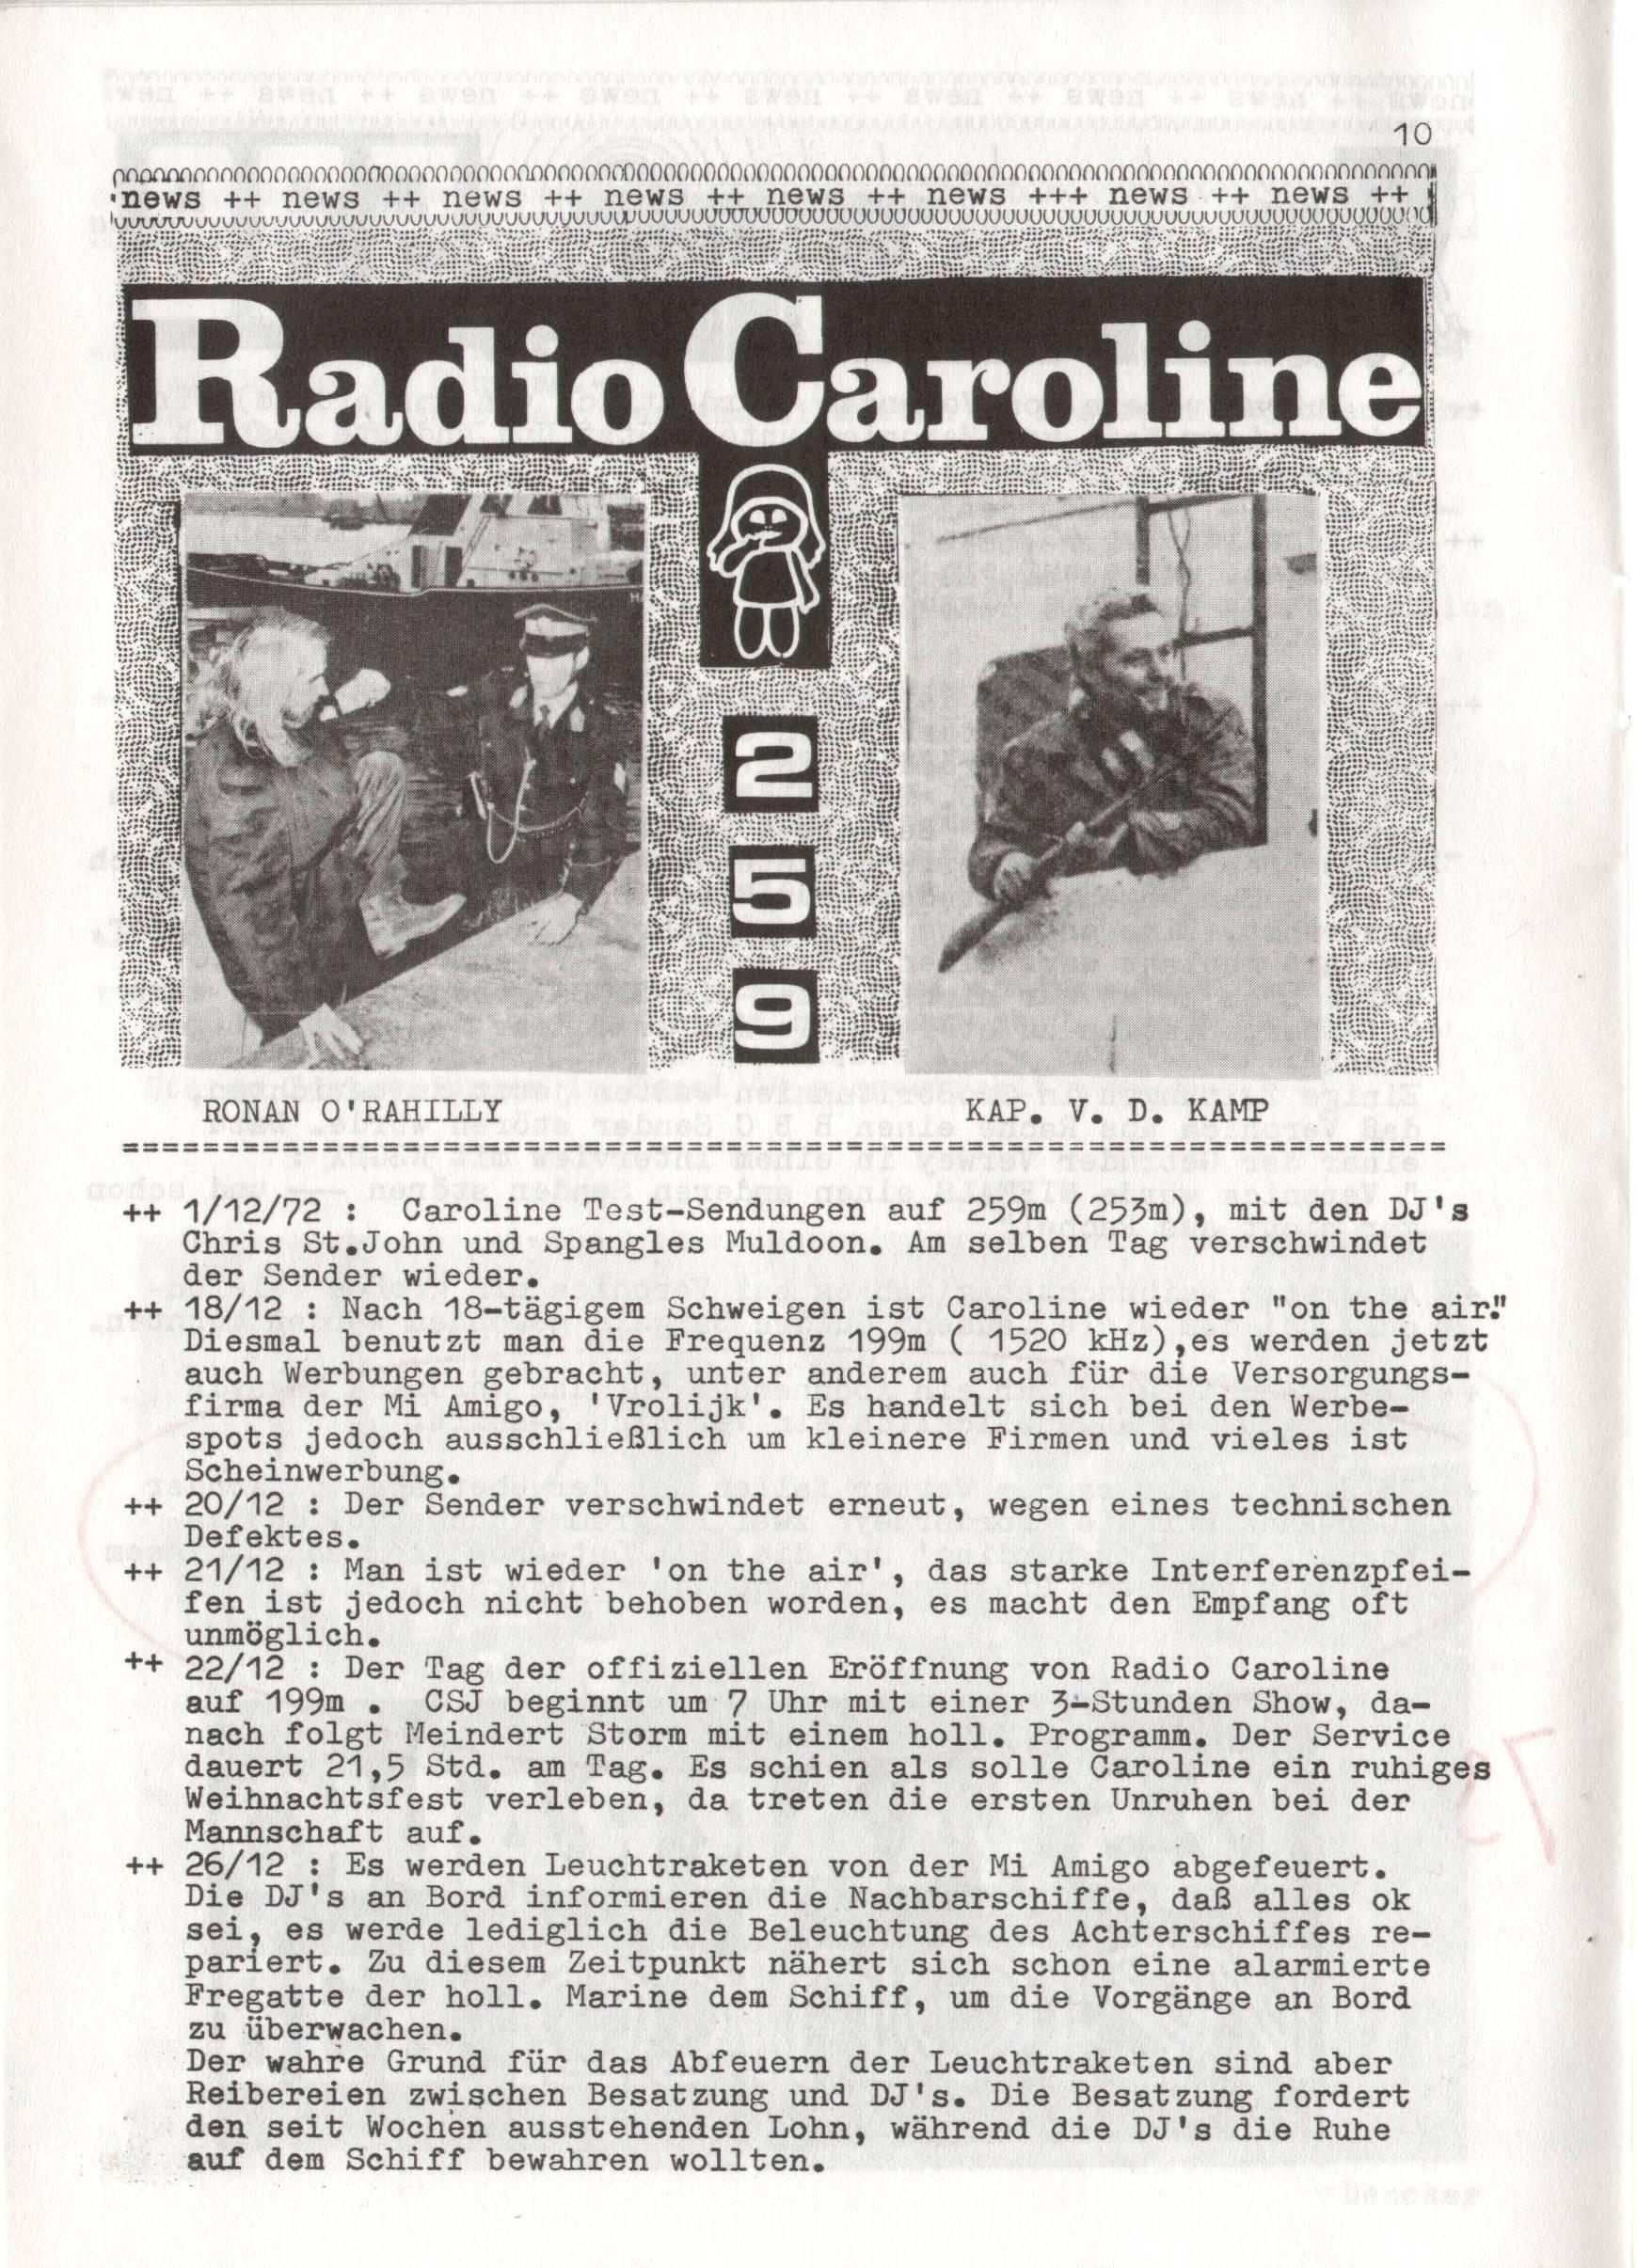 10
news ++ news ++ news ++ news ++ news ++ news +++ news ++ news ++
Radio Caroline
2
5
9
RONAN O'RAHILLY KAP. V. D. KAMP
++ 1/12/72 : Caroline Test-Sendungen auf 259m (253m), mit den DJ's
Chris St.John und Spangles Muldoon. Am selben Tag verschwindet
der Sender wieder.
++ 18/12 : Nach 18-tägigem Schweigen ist Caroline wieder "on the air."
Diesmal benutzt man die Frequenz 199m ( 1520 kHz),es werden jetzt
auch Werbungen gebracht, unter anderem auch für die Versorgungs-
firma der Mi Amigo, 'Vrolijk'. Es handelt sich bei den Werbe-
spots jedoch ausschließlich um kleinere Firmen und vieles ist
Scheinwerbung.
++ 20/12 : Der Sender verschwindet erneut, wegen eines technischen
Defektes.
++ 21/12 : Man ist wieder 'on the air', das starke Interferenzpfei-
fen ist jedoch nicht behoben worden, es macht den Empfang oft
unmöglich.
++ 22/12 : Der Tag der offiziellen Eröffnung von Radio Caroline
auf 199m . CSJ beginnt um 7 Uhr mit einer 3-Stunden Show, da-
nach folgt Meindert Storm mit einem holl. Programm. Der Service
dauert 21,5 Std. am Tag. Es schien als solle Caroline ein ruhiges
Weihnachtsfest verleben, da treten die ersten Unruhen bei der
Mannschaft auf.
++ 26/12 : Es werden Leuchtraketen von der Mi Amigo abgefeuert.
Die DJ's an Bord informieren die Nachbarschiffe, daß alles ok
sei, es werde lediglich die Beleuchtung des Achterschiffes re-
pariert. Zu diesem Zeitpunkt nähert sich schon eine alarmierte
Fregatte der holl. Marine dem Schiff, um die Vorgänge an Bord
zu überwachen.
Der wahre Grund für das Abfeuern der Leuchtraketen sind aber
Reibereien zwischen Besatzung und DJ's. Die Besatzung fordert
den seit Wochen ausstehenden Lohn, während die DJ's die Ruhe
auf dem Schiff bewahren wollten.